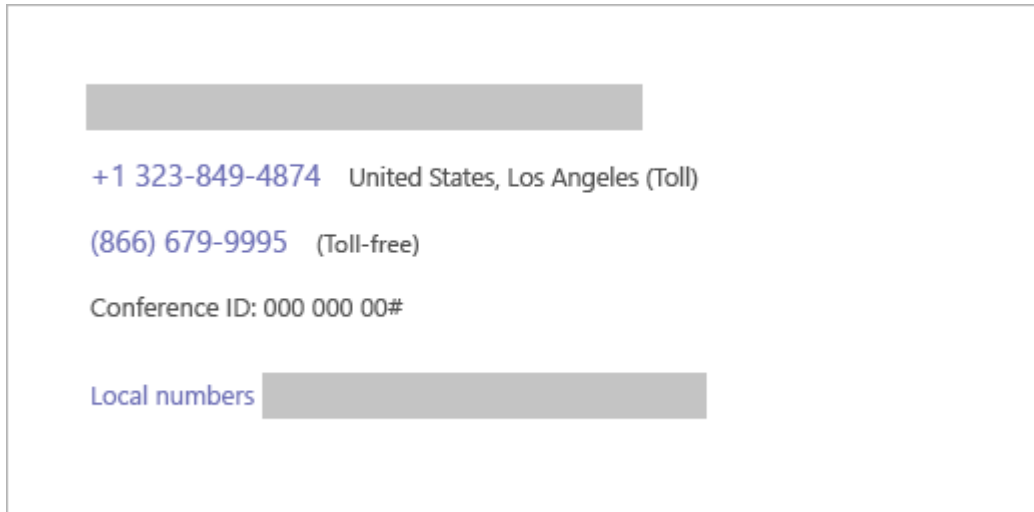 +1 323-849-4874 United States, Los Angeles (Toll)
(866) 679-9995 (Toll-free)
Conference ID: 000 000 00#
Local numbers